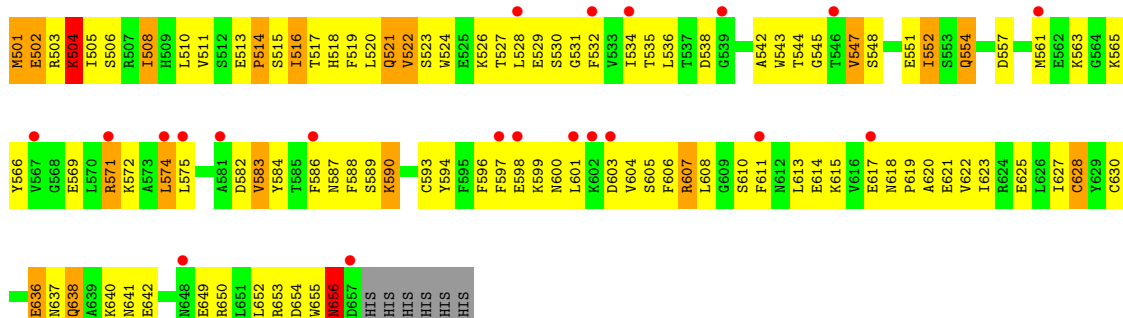 M501 E502 R503 K504 I505 S506 R507 I508 H509 L510 V511 S512 E513 P514 S515 I516 T517 H518 F519 L520 Q521 V522 S523 W524 E525 K526 T527 L528 E529 S530 G531 F532 V533 I534 T535 L536 T537 D538 G539 A542 W543 T544 G545 T546 V547 S548 E551 I552 S553 Q554 D557 M561 E562 K563 G564 K565
Y566 V567 G568 E569 L570 R571 K572 A573 L574 L575 A581 D582 V583 Y584 T585 F586 N587 F588 S589 K590 C593 Y594 F595 F596 F597 E598 K599 N600 L601 K602 D603 V604 S605 F606 R607 L608 G609 S610 F611 N612 L613 E614 K615 V616 E617 N618 P619 A620 E621 V622 I623 R624 E625 L626 I627 C628 Y629 C630
E636 N637 Q638 A639 K640 N641 E642 N648 E649 R650 L651 L652 R653 D654 W655 N656 D657 HIS HIS HIS HIS HIS HIS